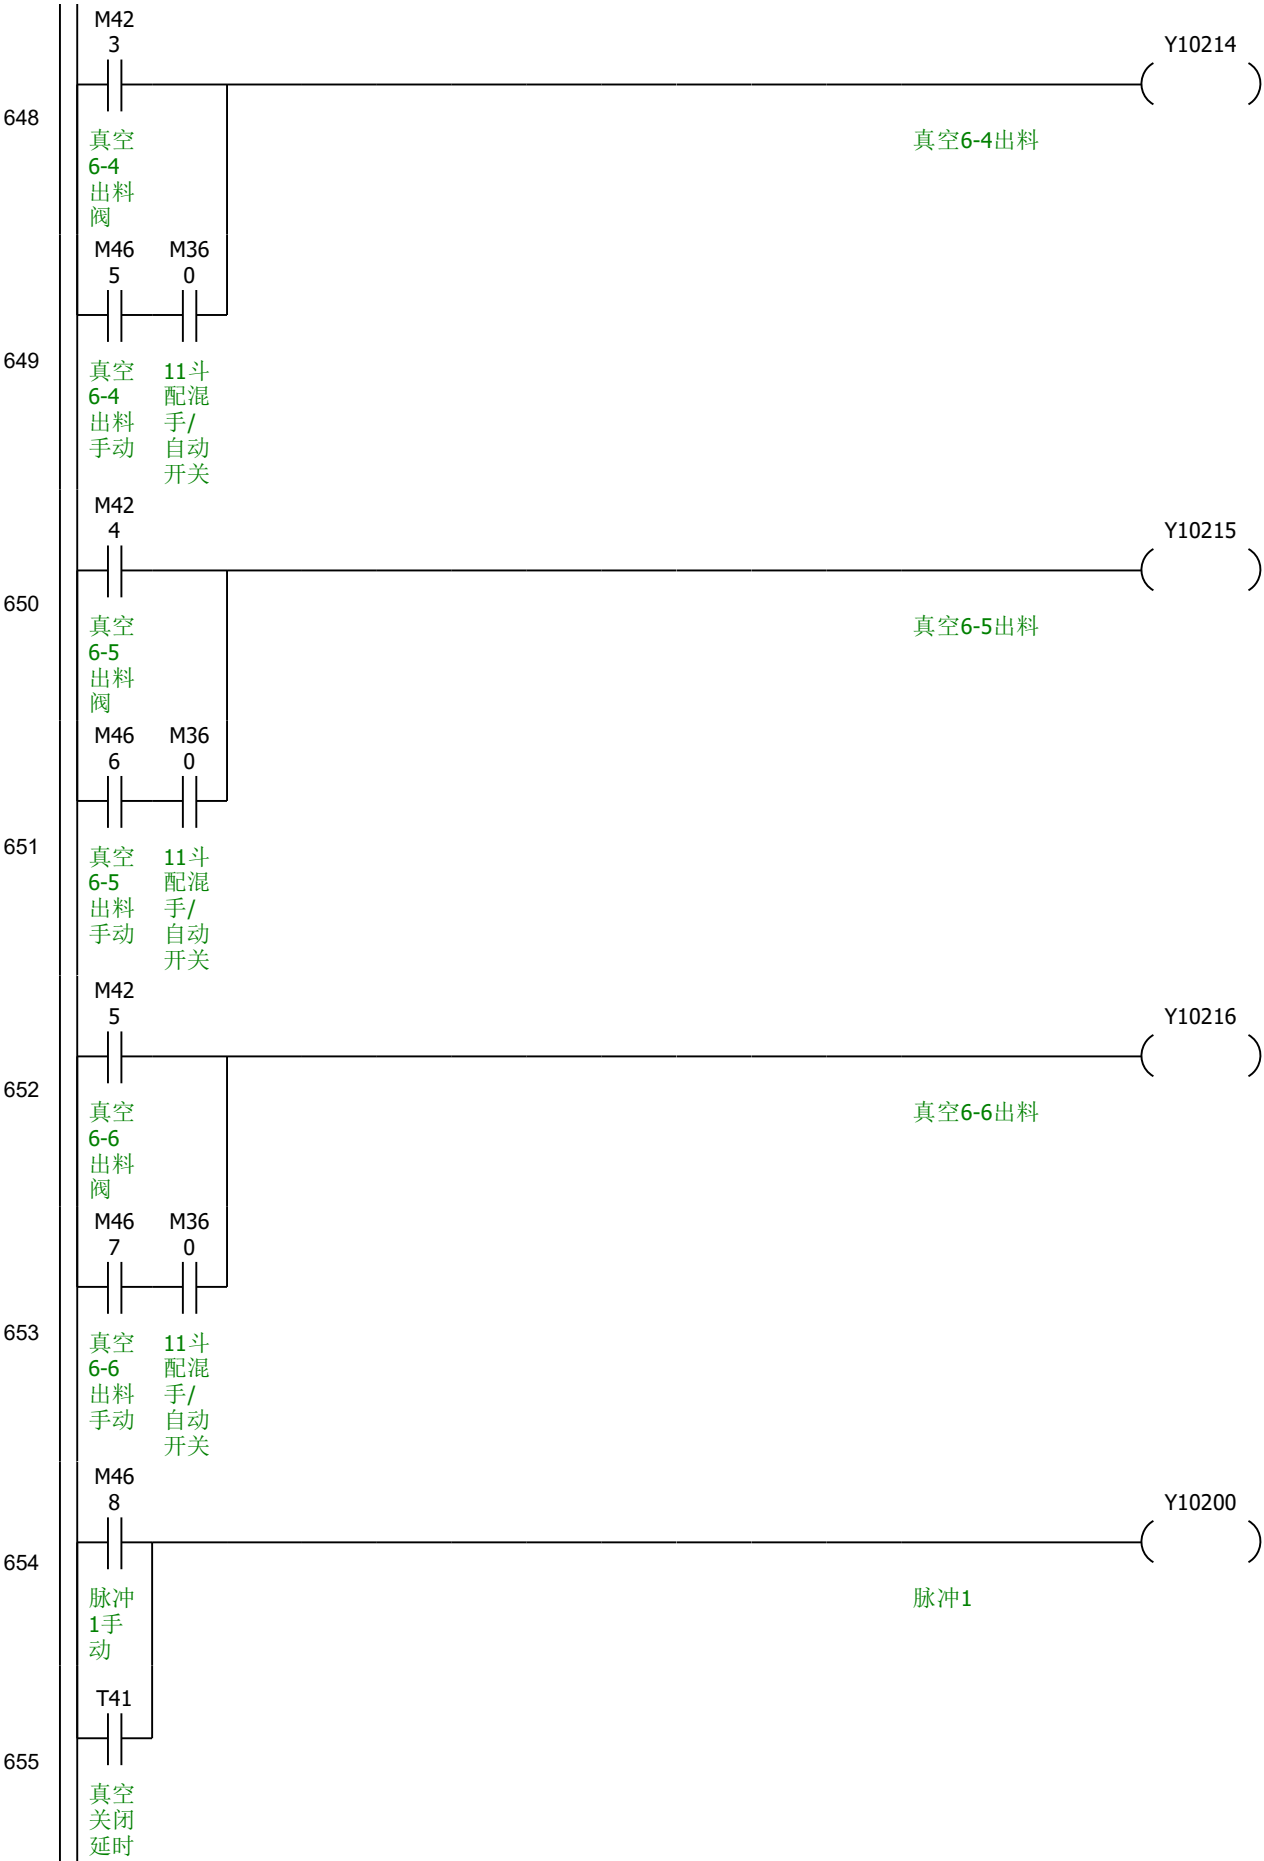 M42
3
Y10214
648
真空
6-4
出料
阀
真空6-4出料
M46
5
M36
0
649
真空
6-4
出料
手动
11斗
配混
手/
自动
开关
M42
4
Y10215
650
真空
6-5
出料
阀
真空6-5出料
M46
6
M36
0
651
真空
6-5
出料
手动
11斗
配混
手/
自动
开关
M42
5
Y10216
652
真空
6-6
出料
阀
真空6-6出料
M46
7
M36
0
653
真空
6-6
出料
手动
11斗
配混
手/
自动
开关
M46
8
Y10200
654
脉冲
1手
动
脉冲1
T41
655
真空
关闭
延时